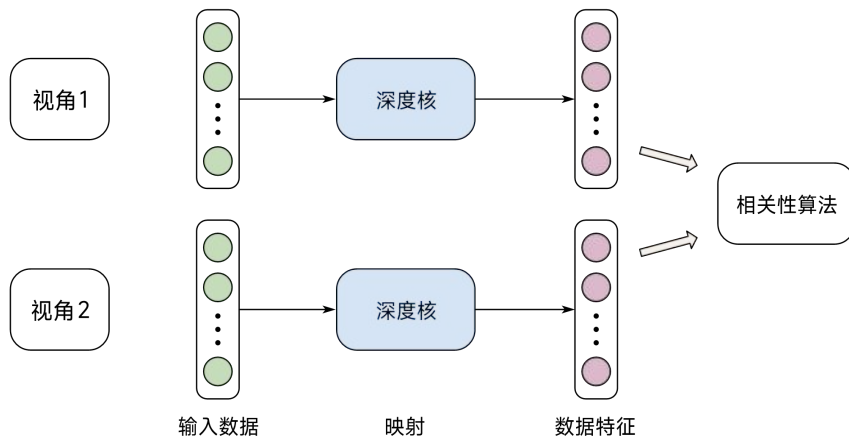 视角1
深度核
相关性算法
视角2
深度核
输入数据
映射
数据特征